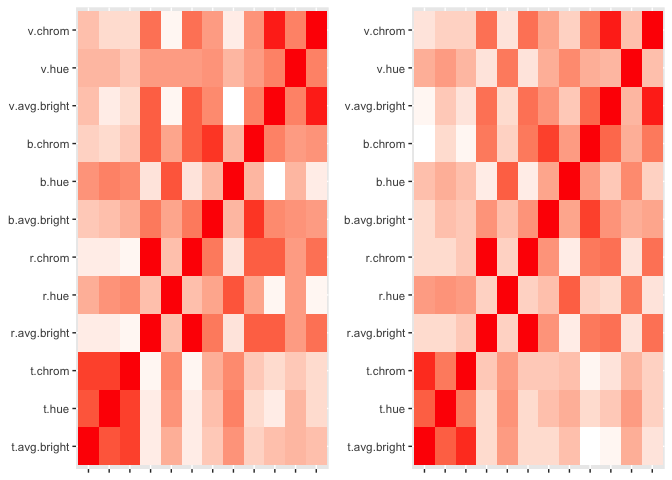 v.chrom
v.hue
v.avg.bright
b.chrom
b.hue
b.avg.bright
r.chrom
r.hue
r.avg.bright
t.chrom
t.hue
t.avg.bright
v.chrom
v.hue
v.avg.bright
b.chrom
b.hue
b.avg.bright
r.chrom
r.hue
r.avg.bright
t.chrom
t.hue
t.avg.bright